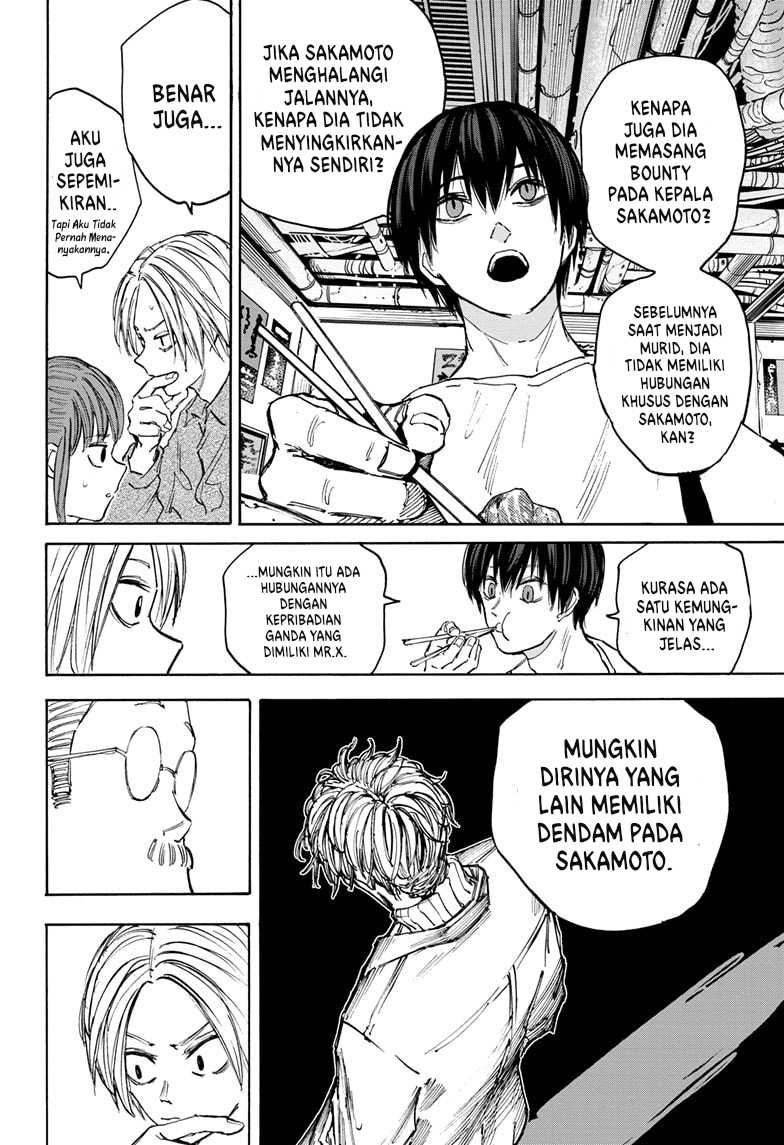 KENAPA
JUGA DIA
MEMASANG
BOUNTY
PADA KEPALA
SAKAMOTO?
JIKA SAKAMOTO
MENGHALANGI
JALANNYA,
KENAPA DIA TIDAK
MENYINGKIRKAN-
NYA SENDIRI?
SEBELUMNYA
SAAT MENJADI
MURID, DIA
TIDAK MEMILIKI
HUBUNGAN
KHUSUS DENGAN
SAKAMOTO,
KAN?
BENAR
JUGA...
AKU
JUGA
SEPEMI-
KIRAN..
Tapi Aku Tidak
Pernah Mena-
nyakannya.
KURASA ADA
SATU KEMUNG-
KINAN YANG
JELAS...
...MUNGKIN ITU ADA
HUBUNGANNYA
DENGAN
KEPRIBADIAN
GANDA YANG
DIMILIKI MR.X.
MUNGKIN
DIRINYA YANG
LAIN MEMILIKI
DENDAM PADA
SAKAMOTO.